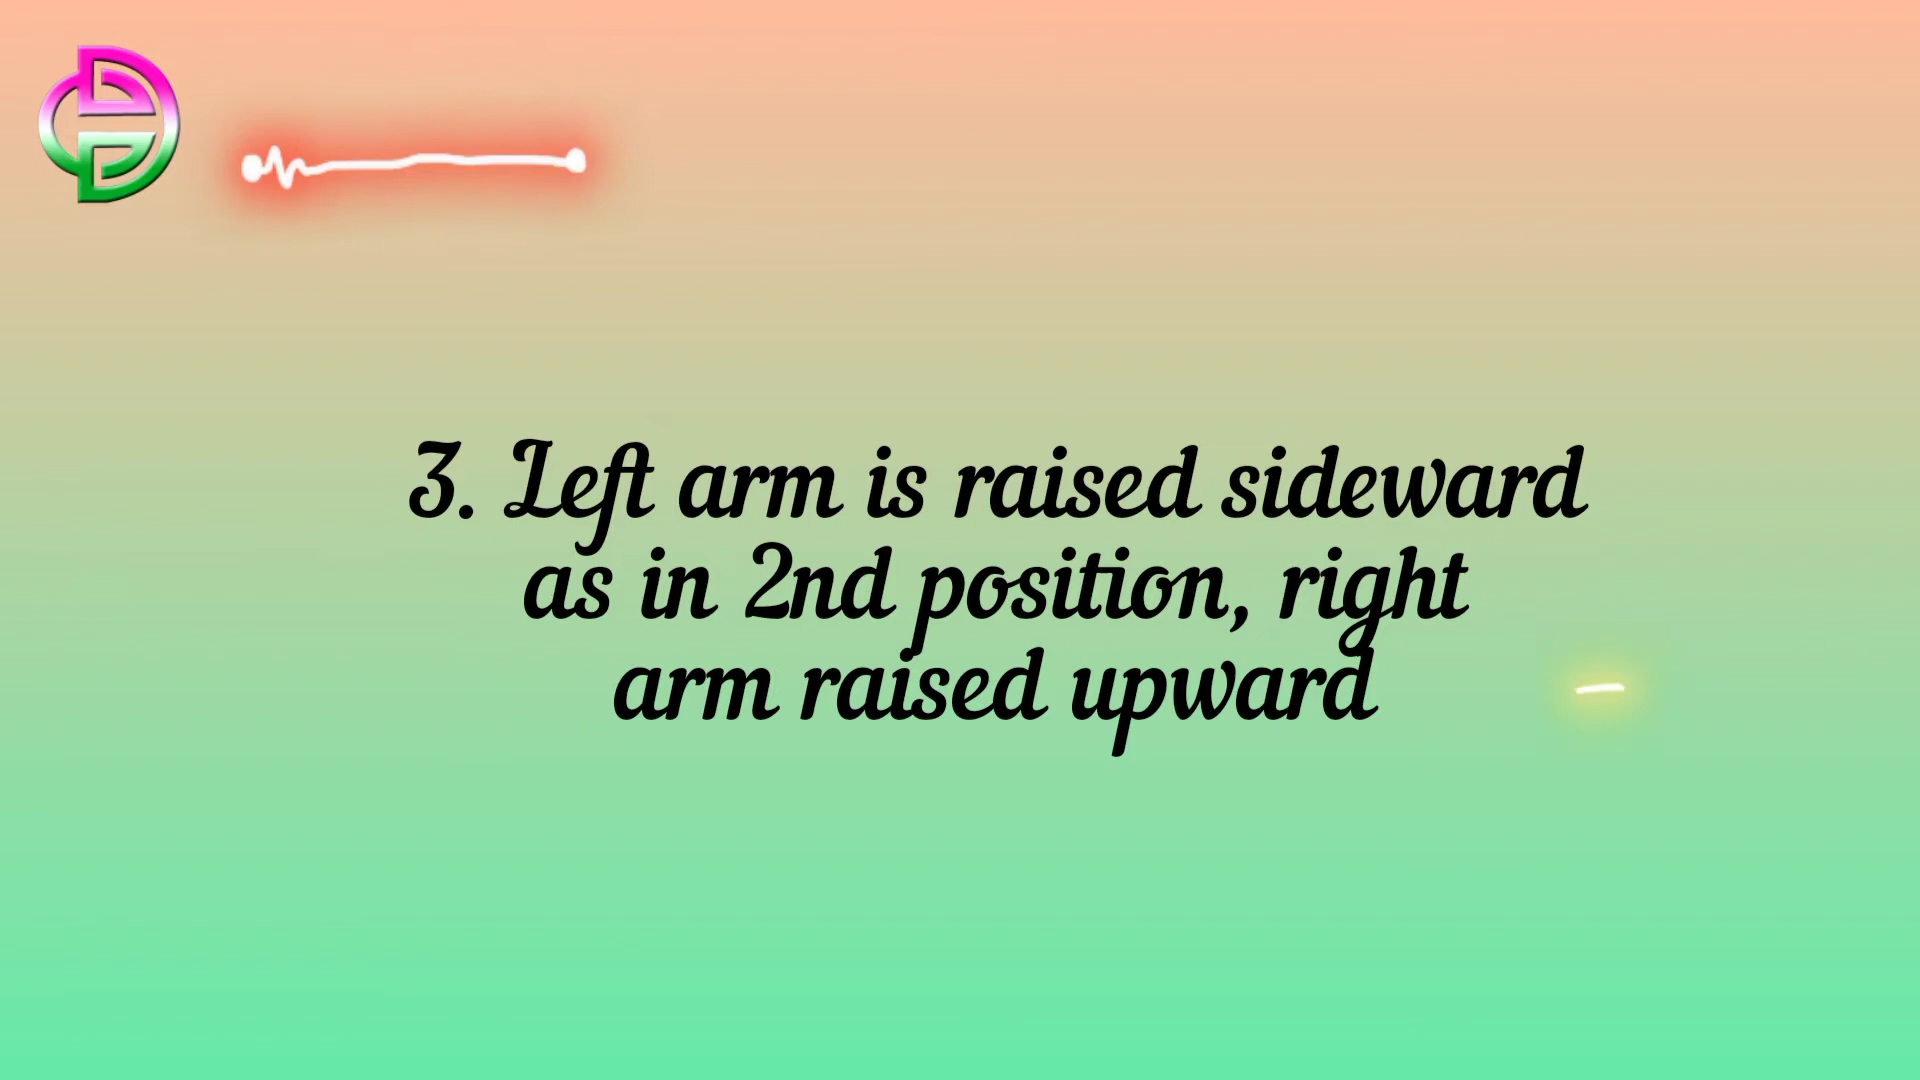 3. Left arm is raised sideward
as in 2nd position, right
arm raised upward